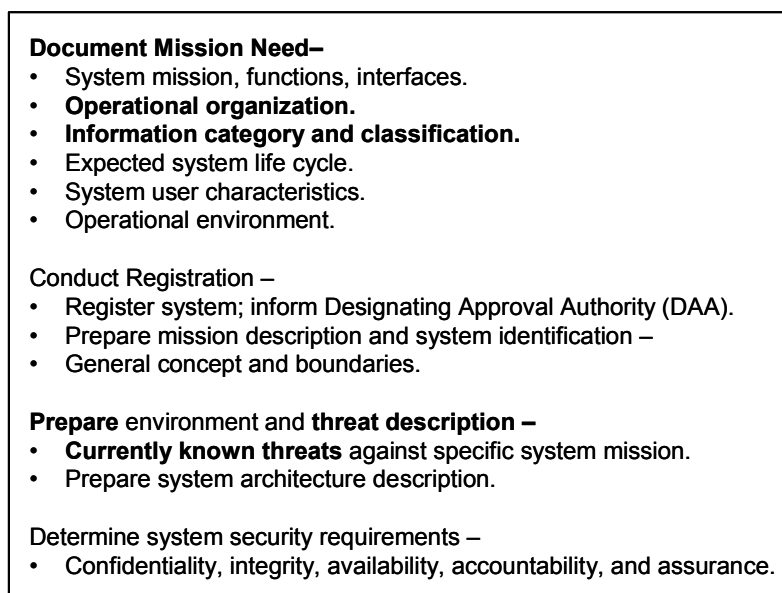 Document Mission Need–
• System mission, functions, interfaces.
• Operational organization.
• Information category and classification.
• Expected system life cycle.
• System user characteristics.
• Operational environment.
Conduct Registration –
• Register system; inform Designating Approval Authority (DAA).
• Prepare mission description and system identification –
• General concept and boundaries.
Prepare environment and threat description –
• Currently known threats against specific system mission.
• Prepare system architecture description.
Determine system security requirements –
• Confidentiality, integrity, availability, accountability, and assurance.